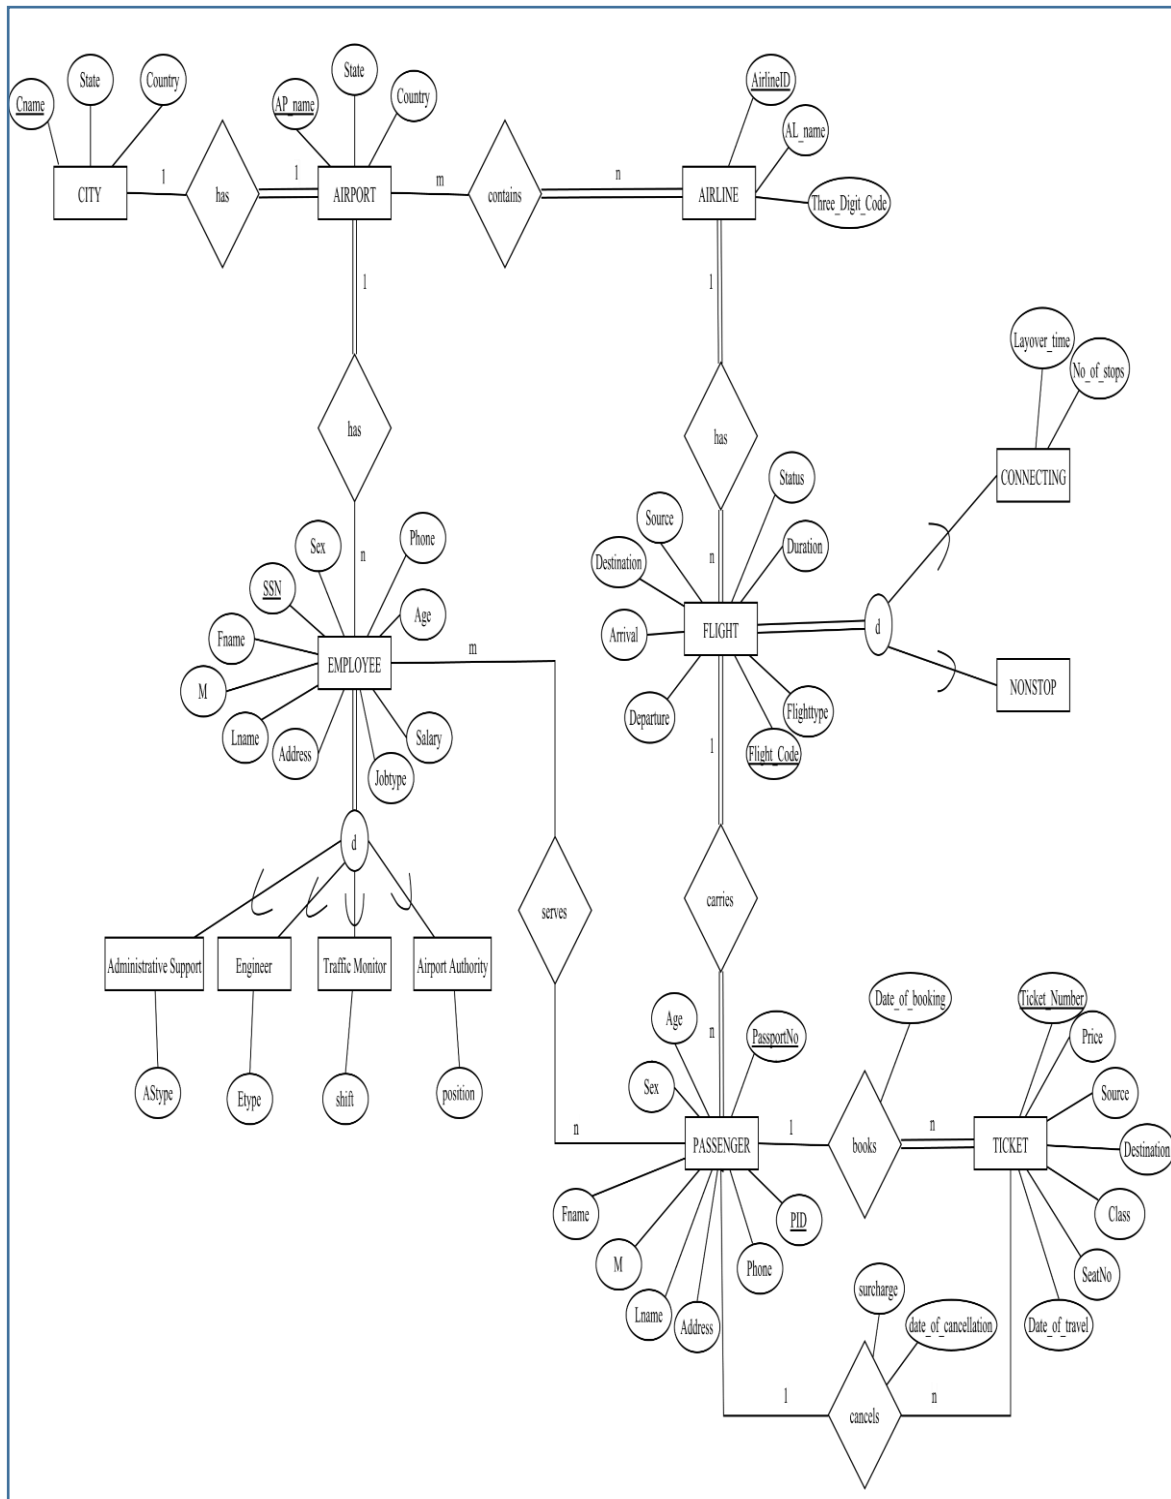 State
Country
Cname
CITY
1
has
1
State
AP_name
Country
AIRPORT
m
contains
n
AirlineID
AL_name
AIRLINE
Three_Digit_Code
1
has
n
1
has
n
Layover_time
No_of_stops
CONNECTING
d
NONSTOP
Sex
Phone
SSN
Age
Fname
EMPLOYEE
M
Lname
Address
Jobtype
Salary
m
d
Administrative Support
Engineer
Traffic Monitor
Airport Authority
AStype
Etype
shift
position
serves
n
Status
Source
Duration
Destination
Arrival
FLIGHT
Departure
Flighttype
Flight_Code
1
carries
n
Age
PassportNo
Sex
PASSENGER
Fname
M
Lname
Address
Phone
PID
1
books
n
Date_of_booking
Ticket_Number
Price
Source
TICKET
Destination
Class
SeatNo
Date_of_travel
surcharge
date_of_cancellation
1
cancels
n